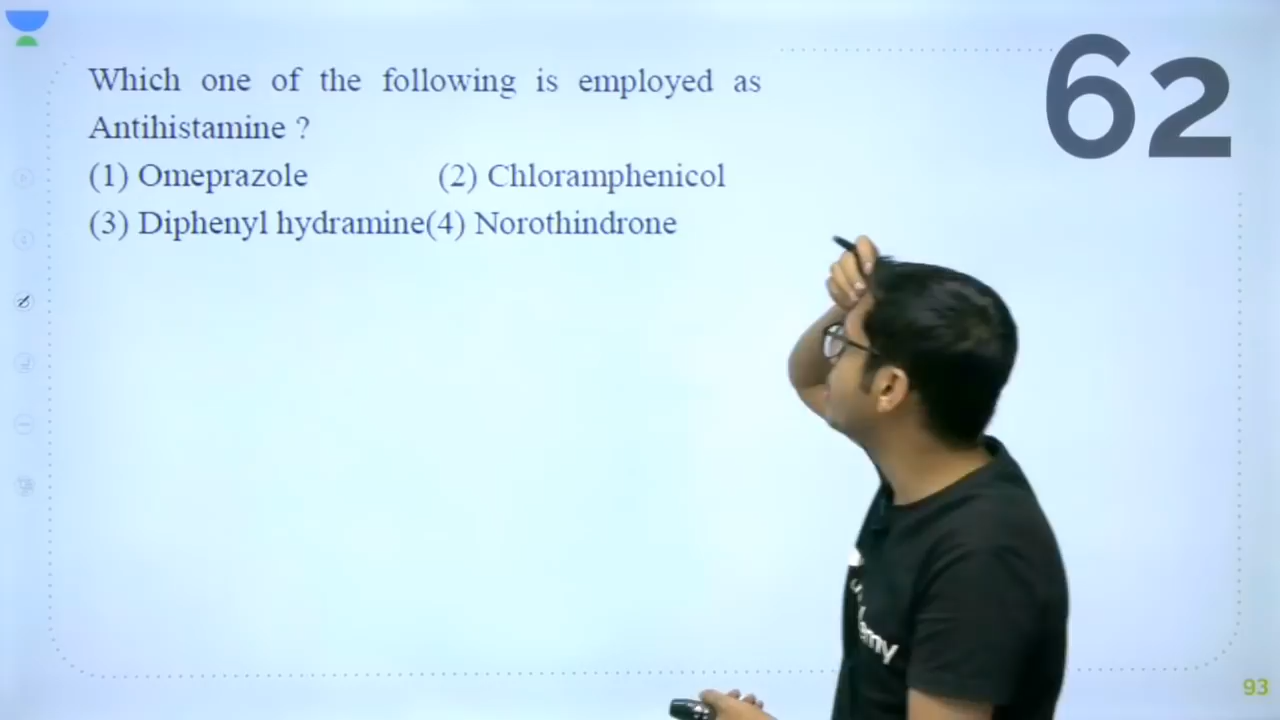 62
Which one of the following is employed as
Antihistamine ?
(1) Omeprazole (2) Chloramphenicol
(3) Diphenyl hydramine(4) Norothindrone
93